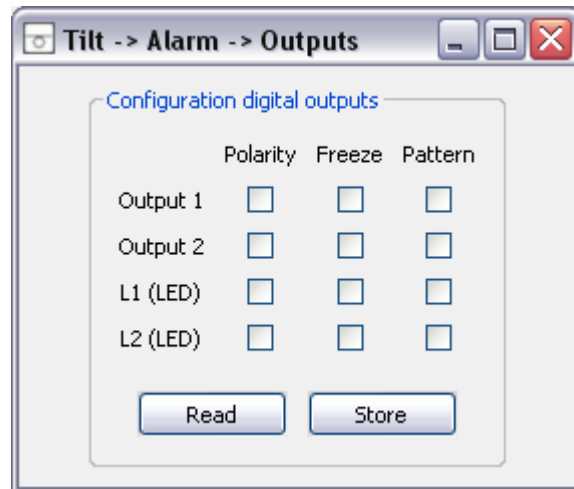 Tilt -> Alarm -> Outputs
Configuration digital outputs
Polarity Freeze Pattern
Output 1
Output 2
L1 (LED)
L2 (LED)
Read Store